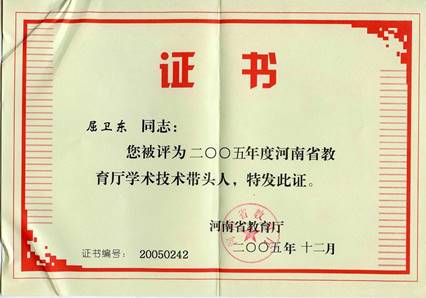 证书
屈卫东 同志：
您被评为二〇〇五年度河南省教
育厅学术技术带头人，特发此证。
河南省教育厅
二〇〇五年 十二月
证书编号： 20050242